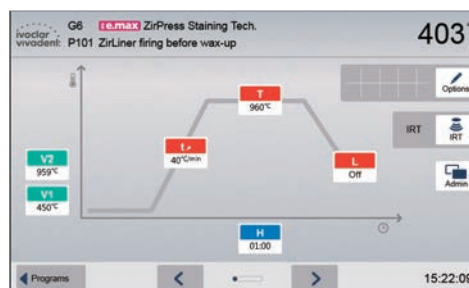 ivoclar
vivadent:
G6 e.max ZirPress Staining Tech.
P101 ZirLiner firing before wax-up
403°
Options
T
960°C
IRT
IRT
t
40°C/min
V2
959°C
L
Off
Admin
V1
450°C
H
01:00
Programs
15:22:09